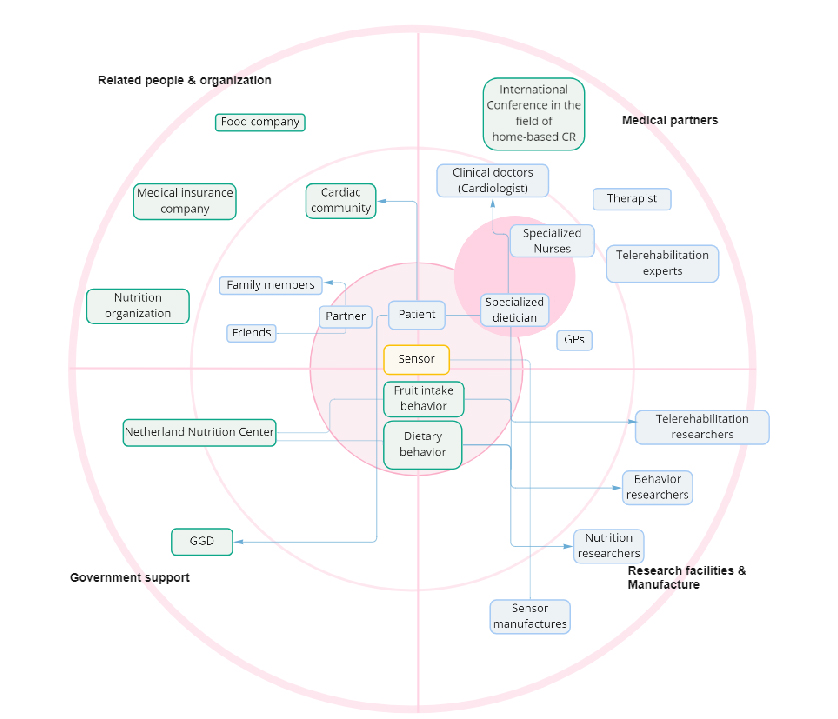 Related people & organization
International
Conference in the
field of
home-based CR
Medical partners
Food company
Clinical doctors
(Cardiologist)
Medical insurance
company
Cardiac
community
Therapist
Specialized
Nurses
Telerehabilitation
experts
Family members
Nutrition
organization
Partner
Patient
Specialized
dietician
Friends
GPs
Sensor
Fruit intake
behavior
Netherland Nutrition Center
Dietary
behavior
Telerehabilitation
researchers
Behavior
researchers
GGD
Nutrition
researchers
Government support
Research facilities &
Manufacture
Sensor
manufactures